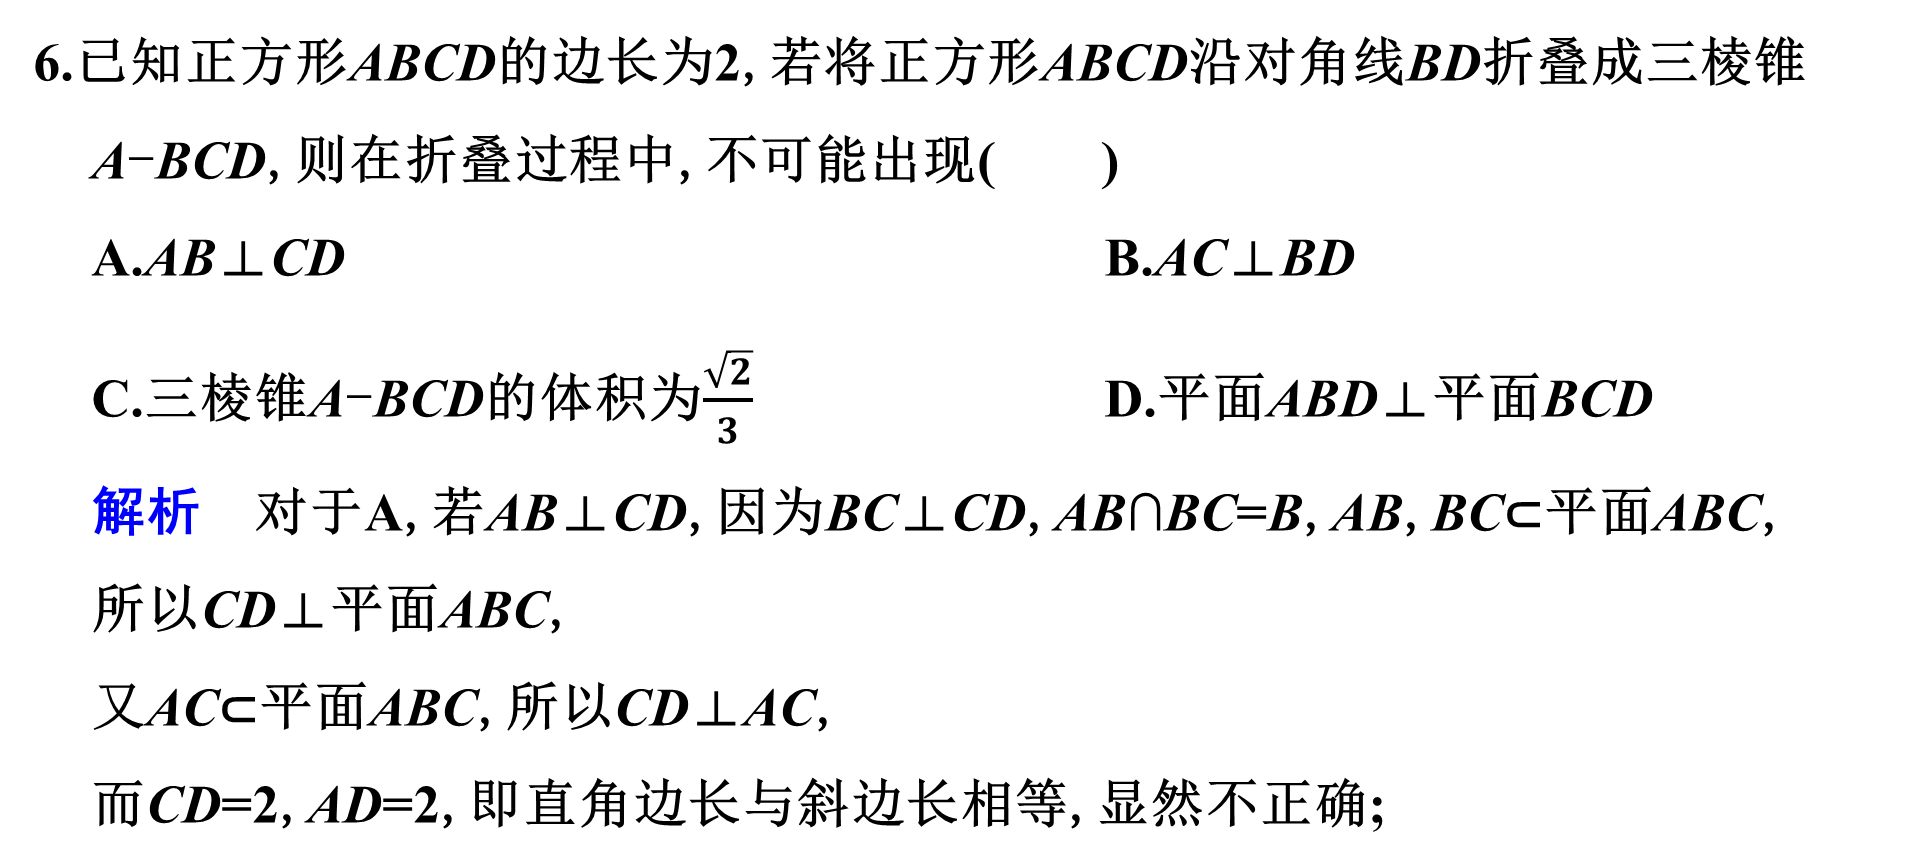 6.已知正方形ABCD的边长为2, 若将正方形ABCD沿对角线BD折叠成三棱锥
A−BCD, 则在折叠过程中, 不可能出现(　　)
A.AB⊥CD　　B.AC⊥BD
C.三棱锥A−BCD的体积为√2/3　　D.平面ABD⊥平面BCD
解析　对于A, 若AB⊥CD, 因为BC⊥CD, AB∩BC=B, AB, BC⊂平面ABC,
所以CD⊥平面ABC,
又AC⊂平面ABC, 所以CD⊥AC,
而CD=2, AD=2, 即直角边长与斜边长相等, 显然不正确;